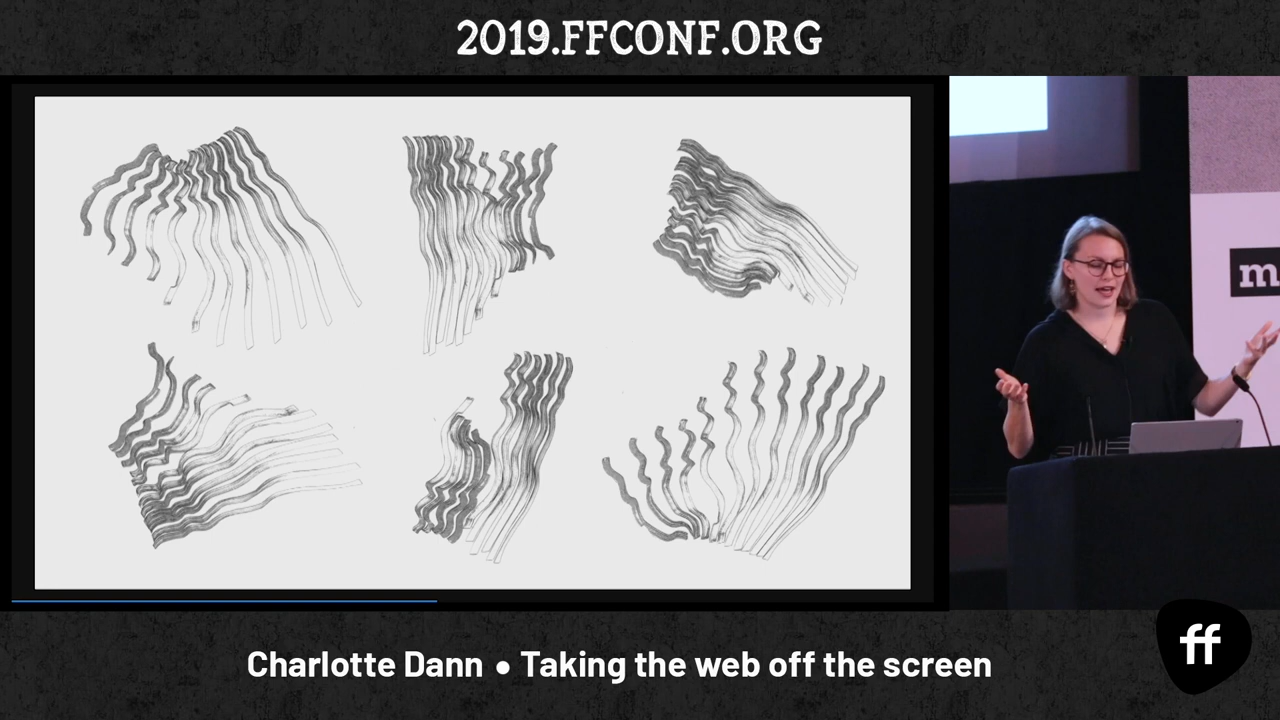 2019.FFCONF.ORG
m
Charlotte Dann • Taking the web off the screen
ff